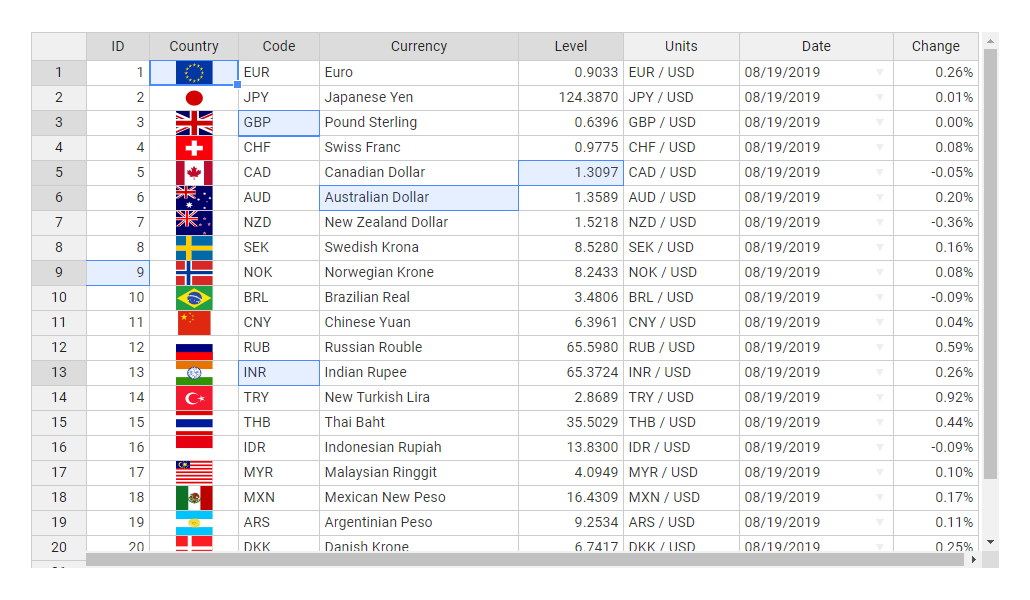 ID Country Code Currency Level Units Date Change
1 1 EUR Euro 0.9033 EUR / USD 08/19/2019 0.26%
2 2 JPY Japanese Yen 124.3870 JPY / USD 08/19/2019 0.01%
3 3 GBP Pound Sterling 0.6396 GBP / USD 08/19/2019 0.00%
4 4 CHF Swiss Franc 0.9775 CHF / USD 08/19/2019 0.08%
5 5 CAD Canadian Dollar 1.3097 CAD / USD 08/19/2019 -0.05%
6 6 AUD Australian Dollar 1.3589 AUD / USD 08/19/2019 0.20%
7 7 NZD New Zealand Dollar 1.5218 NZD / USD 08/19/2019 -0.36%
8 8 SEK Swedish Krona 8.5280 SEK / USD 08/19/2019 0.16%
9 9 NOK Norwegian Krone 8.2433 NOK / USD 08/19/2019 0.08%
10 10 BRL Brazilian Real 3.4806 BRL / USD 08/19/2019 -0.09%
11 11 CNY Chinese Yuan 6.3961 CNY / USD 08/19/2019 0.04%
12 12 RUB Russian Rouble 65.5980 RUB / USD 08/19/2019 0.59%
13 13 INR Indian Rupee 65.3724 INR / USD 08/19/2019 0.26%
14 14 TRY New Turkish Lira 2.8689 TRY / USD 08/19/2019 0.92%
15 15 THB Thai Baht 35.5029 THB / USD 08/19/2019 0.44%
16 16 IDR Indonesian Rupiah 13.8300 IDR / USD 08/19/2019 -0.09%
17 17 MYR Malaysian Ringgit 4.0949 MYR / USD 08/19/2019 0.10%
18 18 MXN Mexican New Peso 16.4309 MXN / USD 08/19/2019 0.17%
19 19 ARS Argentinian Peso 9.2534 ARS / USD 08/19/2019 0.11%
20 20 DKK Danish Krone 6.7417 DKK / USD 08/19/2019 0.25%